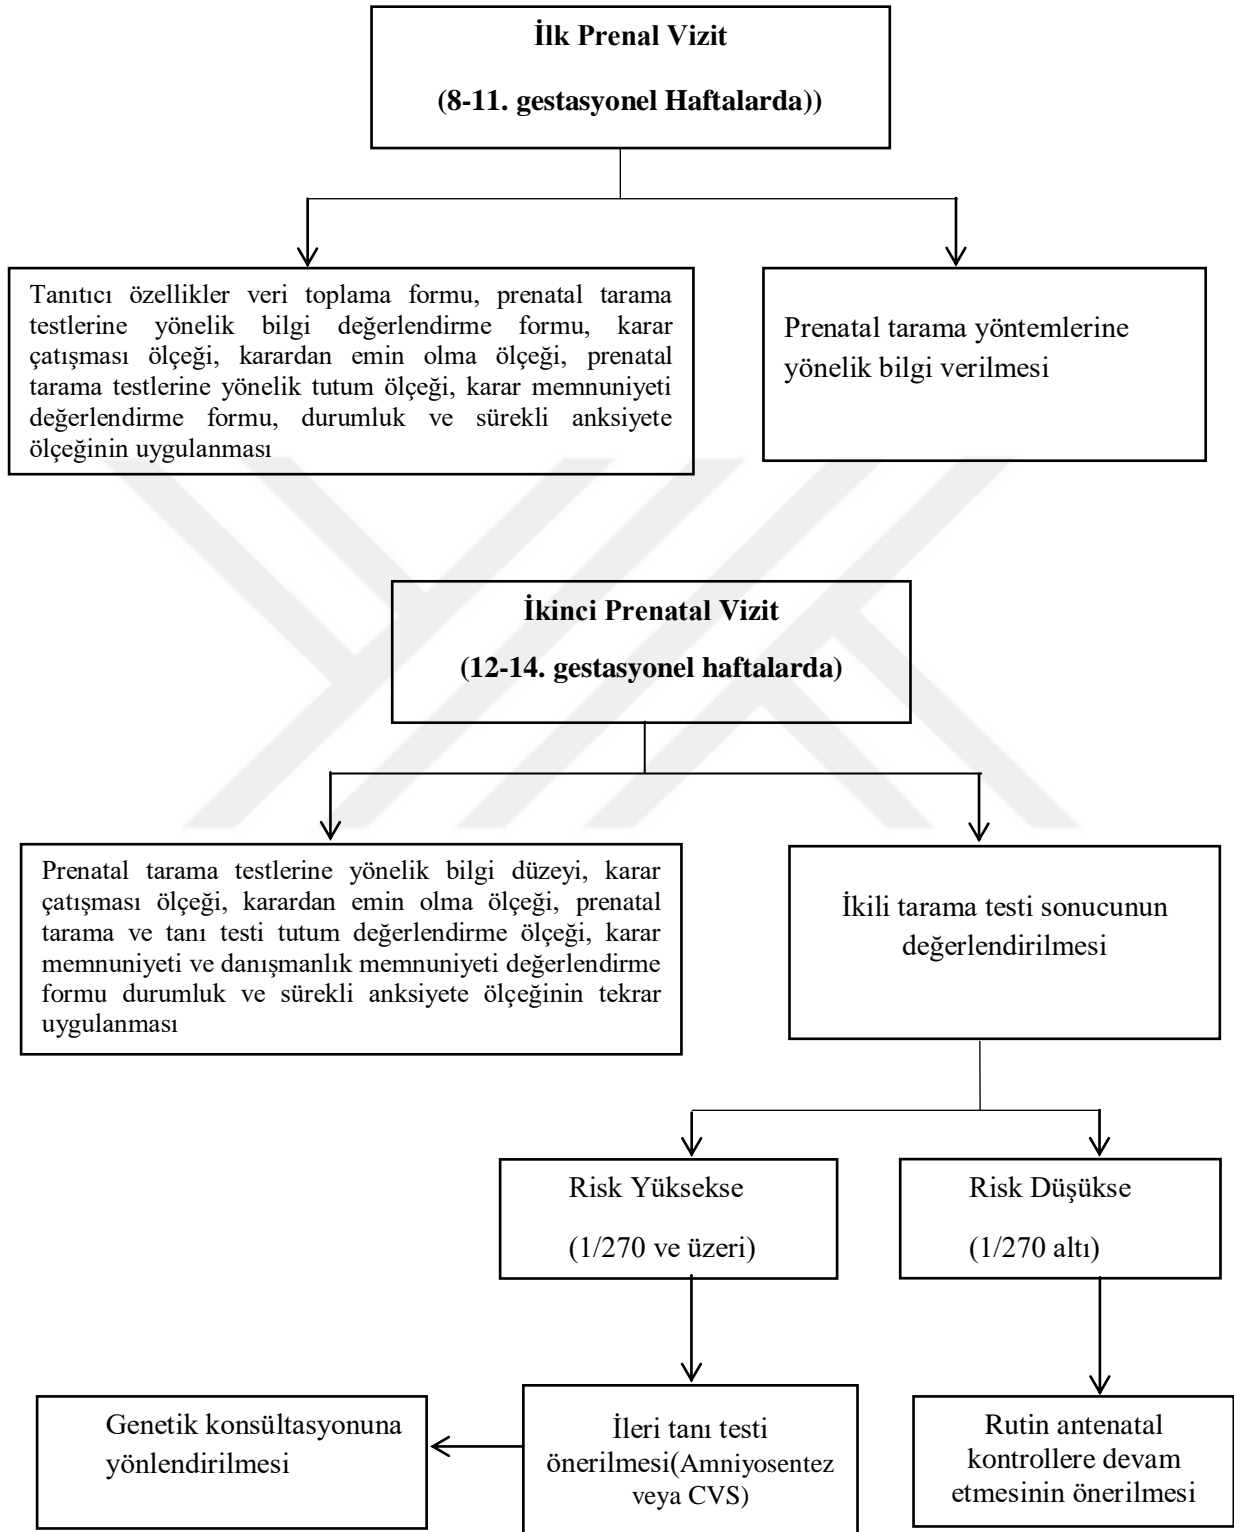 İlk Prenal Vizit
(8-11. gestasyonel Haftalarda))
Tanıtıcı özellikler veri toplama formu, prenatal tarama
testlerine yönelik bilgi değerlendirme formu, karar
çatışması ölçeği, karardan emin olma ölçeği, prenatal
tarama testlerine yönelik tutum ölçeği, karar memnuniyeti
değerlendirme formu, durumluk ve sürekli anksiyete
ölçeğinin uygulanması
Prenatal tarama yöntemlerine
yönelik bilgi verilmesi
İkinci Prenatal Vizit
(12-14. gestasyonel haftalarda)
Prenatal tarama testlerine yönelik bilgi düzeyi, karar
çatışması ölçeği, karardan emin olma ölçeği, prenatal
tarama ve tanı testi tutum değerlendirme ölçeği, karar
memnuniyeti ve danışmanlık memnuniyeti değerlendirme
formu durumluk ve sürekli anksiyete ölçeğinin tekrar
uygulanması
İkili tarama testi sonucunun
değerlendirilmesi
Risk Yüksekse
(1/270 ve üzeri)
Risk Düşükse
(1/270 altı)
Genetik konsültasyonuna
yönlendirilmesi
İleri tanı testi
önerilmesi(Amniyosentez
veya CVS)
Rutin antenatal
kontrollere devam
etmesinin önerilmesi